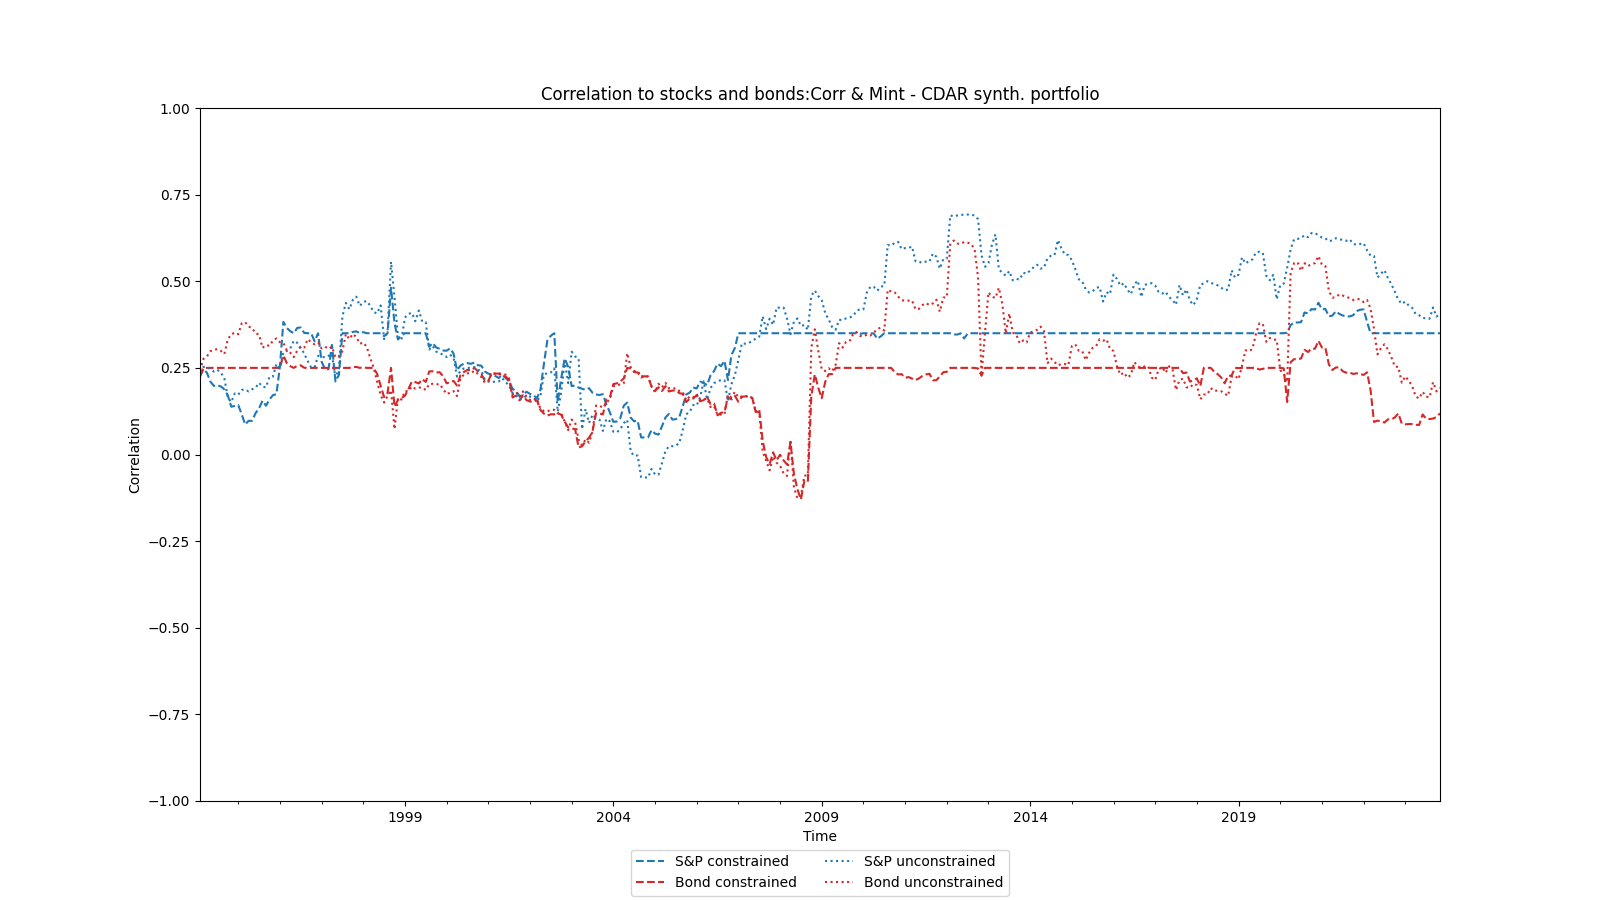 Correlation to stocks and bonds:Corr & Mint - CDAR synth. portfolio
1.00
0.75
0.50
0.25
0.00
−0.25
−0.50
−0.75
−1.00
Correlation
1999 2004 2009 2014 2019
Time
S&P constrained S&P unconstrained
Bond constrained Bond unconstrained